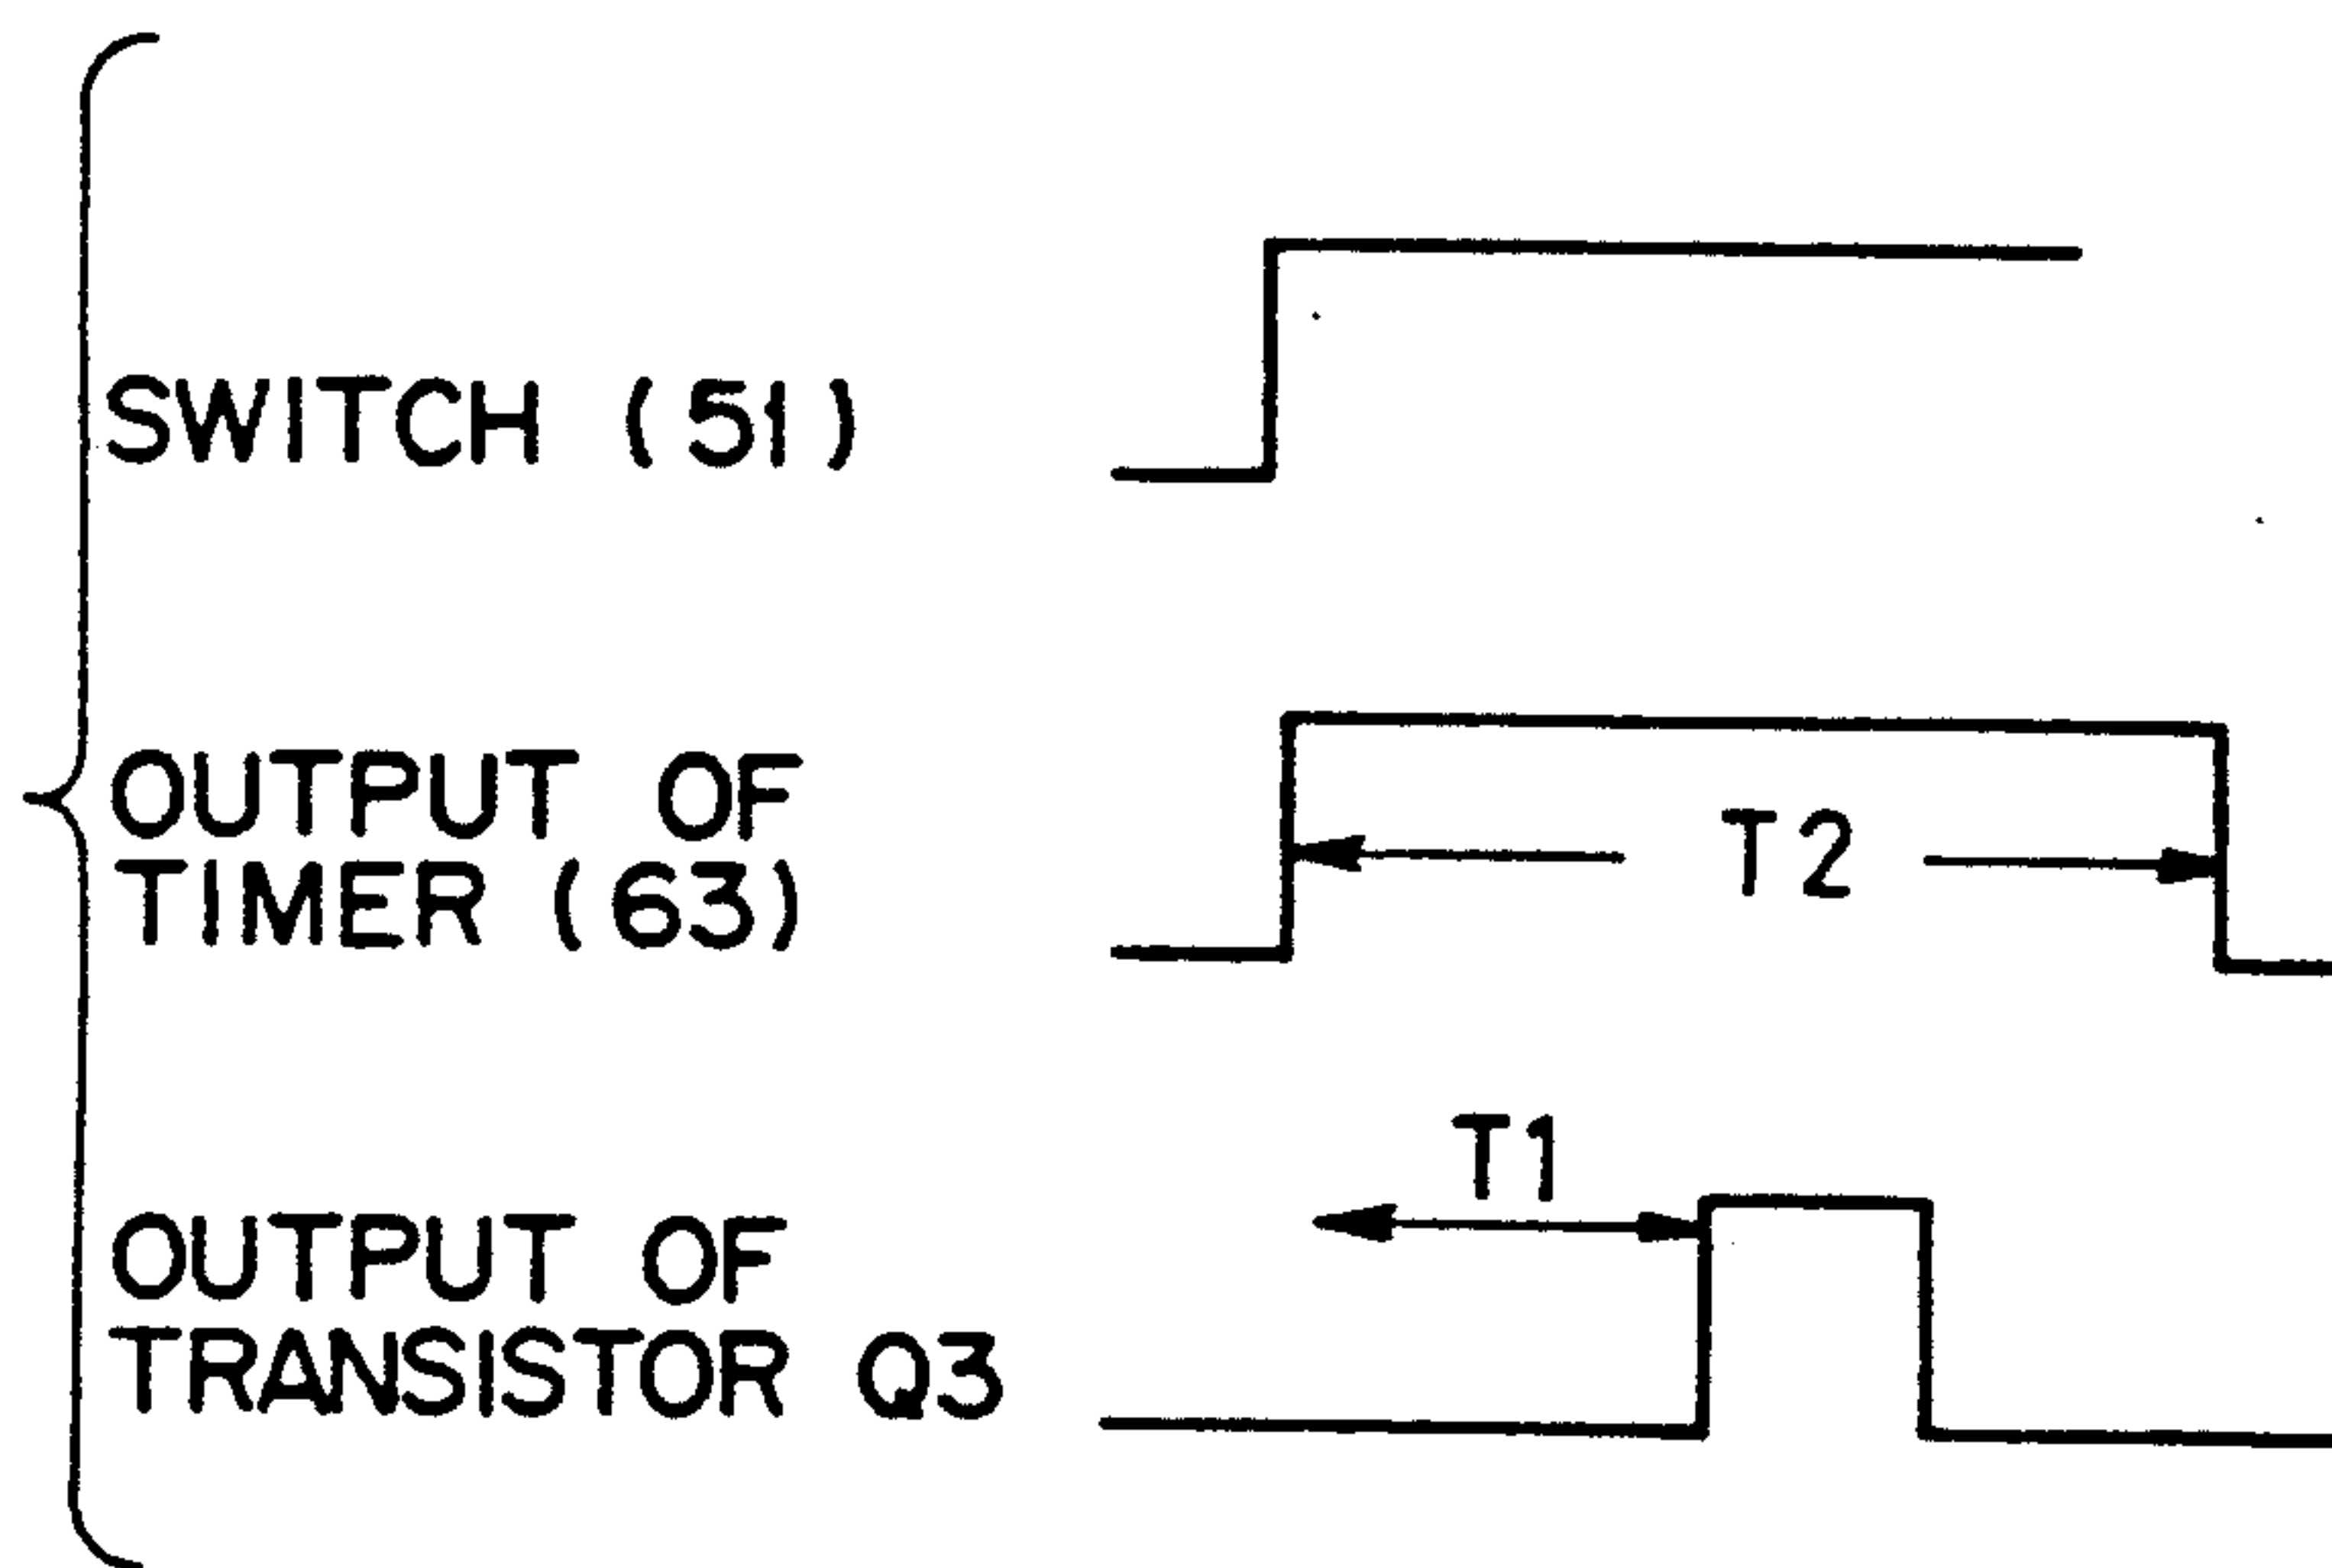 SWITCH (51)
OUTPUT OF
TIMER (63)
T2
T1
OUTPUT OF
TRANSISTOR Q3